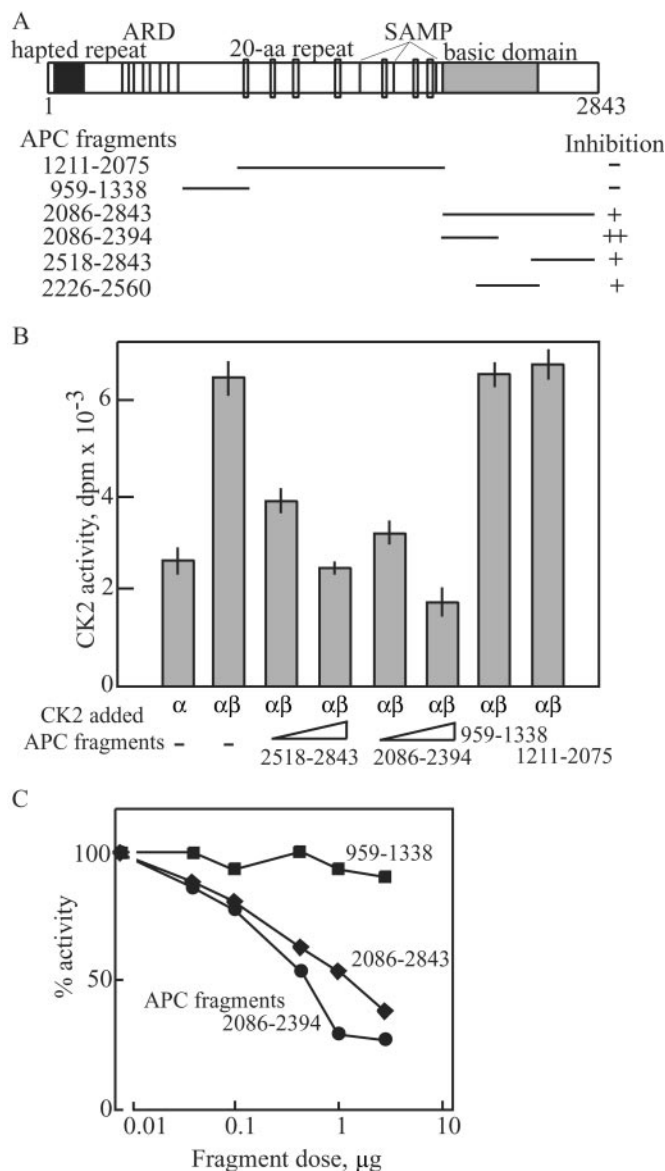 A
ARD
SAMP
hapted repeat
20-aa repeat
basic domain
1
2843
APC fragments
Inhibition
1211-2075
-
959-1338
-
2086-2843
+
2086-2394
++
2518-2843
+
2226-2560
+
B
CK2 activity, dpm x 10⁻³
6
4
2
0
CK2 added
α αβ αβ αβ αβ αβ αβ αβ
APC fragments
- -
2518-2843
2086-2394
959-1338
1211-2075
C
% activity
100
50
0
959-1338
2086-2843
APC fragments
2086-2394
0.01 0.1 1 10
Fragment dose, µg